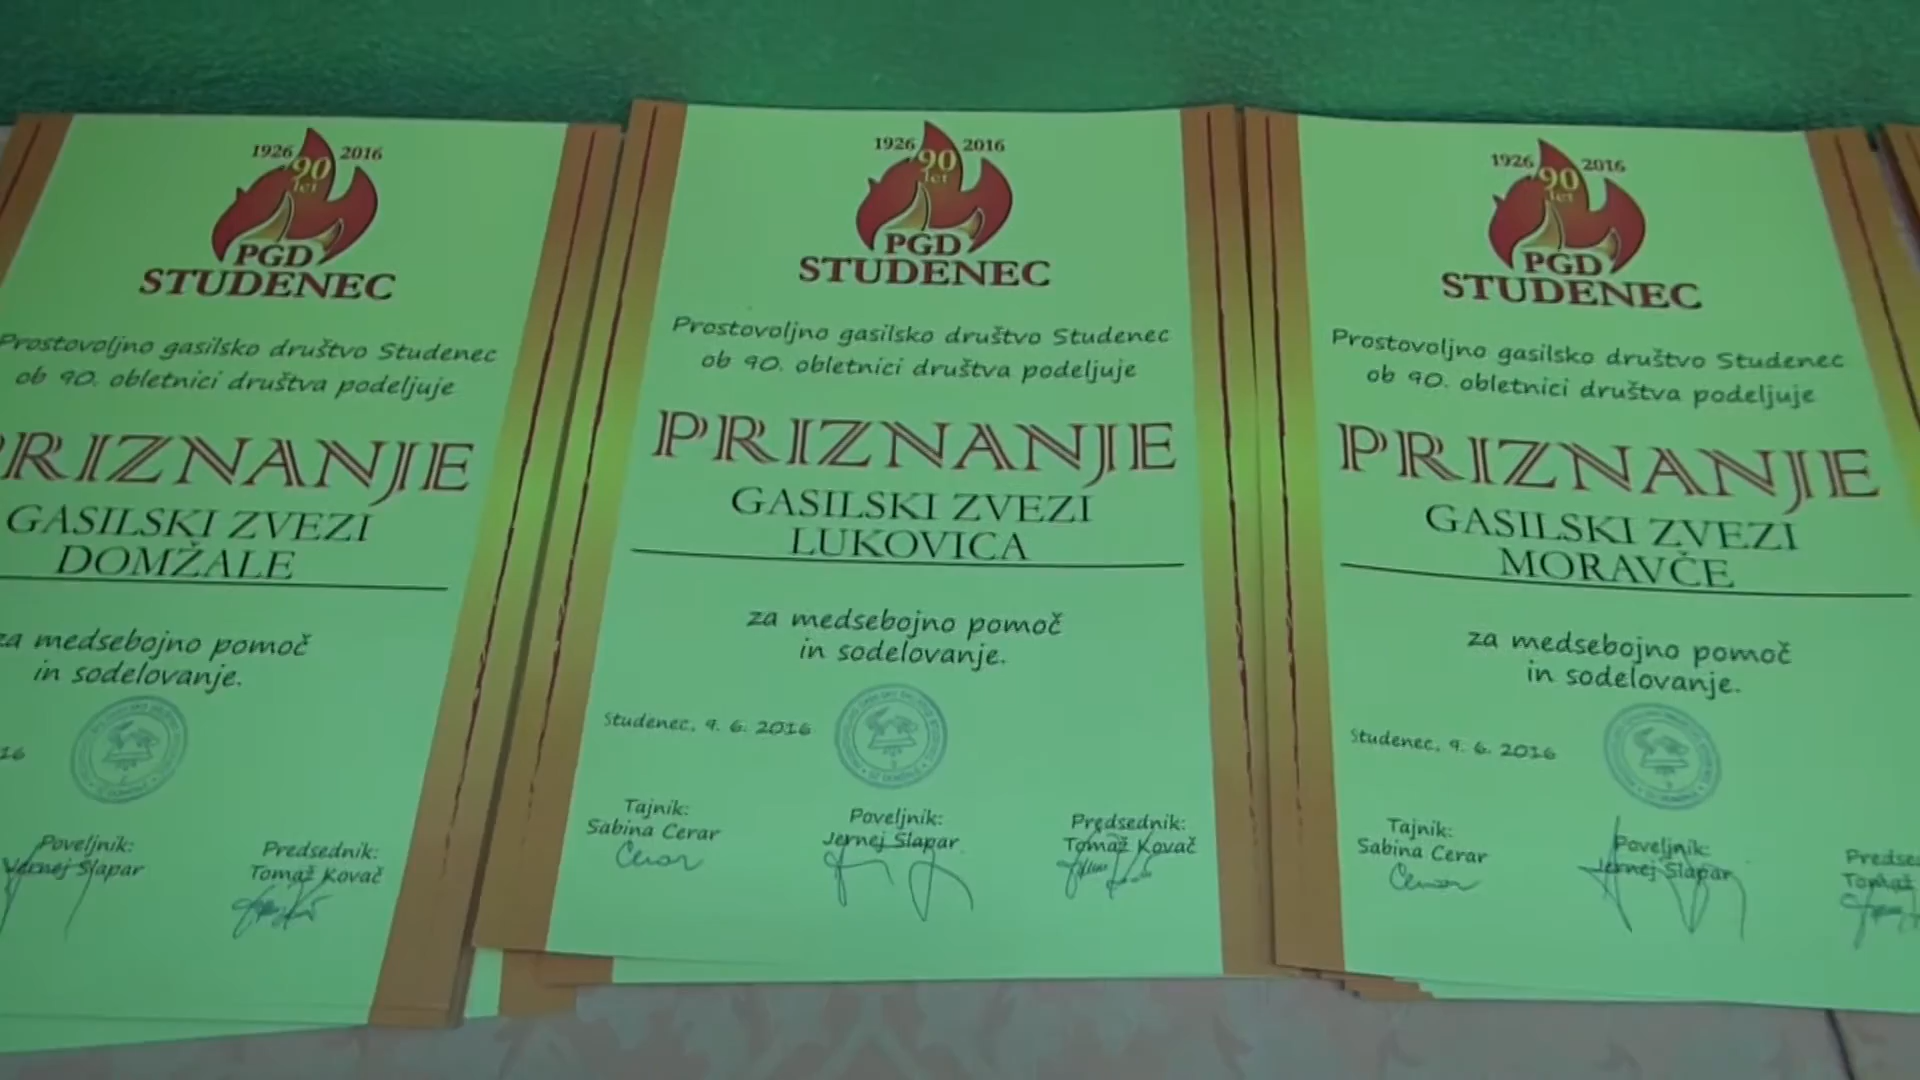 1926 90 2016
let
PGD
STUDENEC
Prostovoljno gasilsko društvo Studenec
ob 90. obletnici društva podeljuje
PRIZNANJE
GASILSKI ZVEZI
DOMŽALE
za medsebojno pomoč
in sodelovanje.
16
Poveljnik:
Jernej Slapar
Predsednik:
Tomaž Kovač
1926 90 2016
let
PGD
STUDENEC
Prostovoljno gasilsko društvo Studenec
ob 90. obletnici društva podeljuje
PRIZNANJE
GASILSKI ZVEZI
LUKOVICA
za medsebojno pomoč
in sodelovanje.
Studenec, 9. 6. 2016
Tajnik:
Sabina Cerar
Cerar
Poveljnik:
Jernej Slapar
Predsednik:
Tomaž Kovač
1926 90 2016
let
PGD
STUDENEC
Prostovoljno gasilsko društvo Studenec
ob 90. obletnici društva podeljuje
PRIZNANJE
GASILSKI ZVEZI
MORAVČE
za medsebojno pomoč
in sodelovanje.
Studenec, 9. 6. 2016
Tajnik:
Sabina Cerar
Cerar
Poveljnik:
Jernej Slapar
Predse
Tomaž